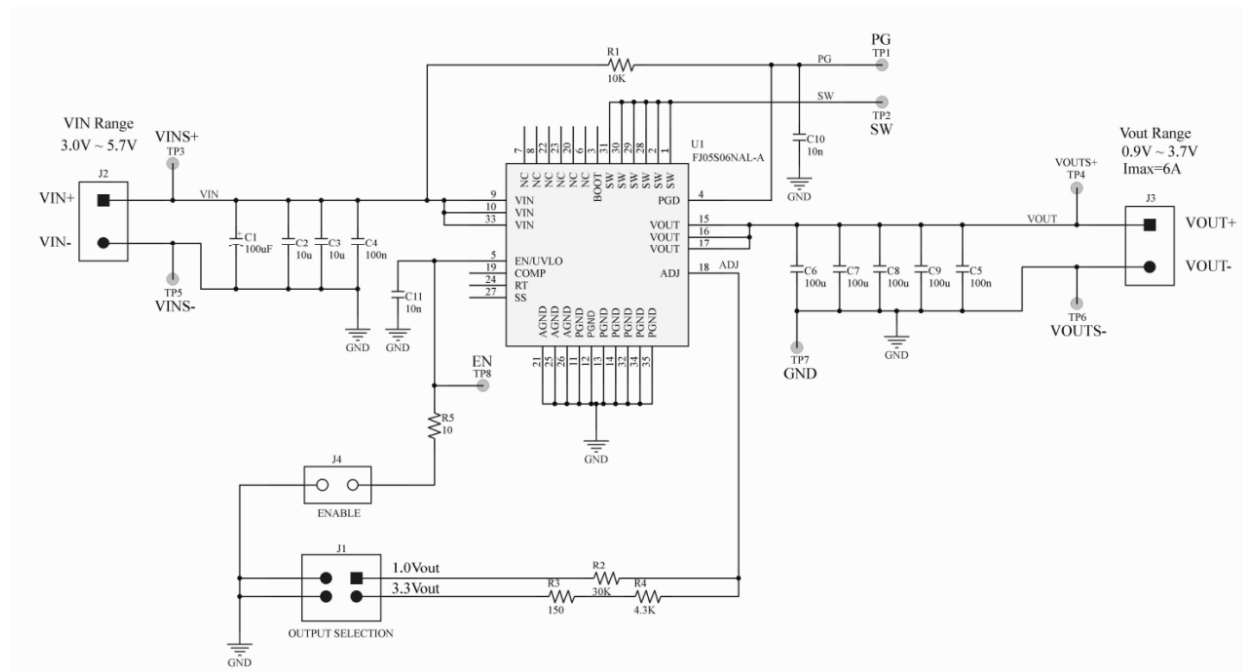 PG
TP1
R1
10K
PG
SW
TP2
SW
VIN Range
3.0V ~ 5.7V
VINS+
TP3
J2
VIN+
VIN-
VIN
TP5
VINS-
C1
100uF
+
C2
10u
C3
10u
C4
100n
GND
C11
10n
GND
7
8
22
23
20
6
3
31
30
29
28
2
1
NC
NC
NC
NC
NC
NC
BOOT
SW
SW
SW
SW
SW
SW
U1
FJ05S06NAL-A
C10
10n
GND
9
VIN
10
VIN
33
VIN
5
EN/UVLO
19
COMP
24
RT
27
SS
PGD
4
VOUT
15
VOUT
16
VOUT
17
ADJ
18
ADJ
AGND
AGND
AGND
PGND
PGND
PGND
PGND
PGND
PGND
PGND
21
25
26
11
12
13
14
32
34
35
GND
Vout Range
0.9V ~ 3.7V
Imax=6A
VOUTS+
TP4
VOUT
J3
VOUT+
VOUT-
C6
100u
C7
100u
C8
100u
C9
100u
C5
100n
TP7
GND
GND
TP6
VOUTS-
EN
TP8
R5
10
J4
ENABLE
J1
1.0Vout
3.3Vout
OUTPUT SELECTION
R2
30K
R3
150
R4
4.3K
GND